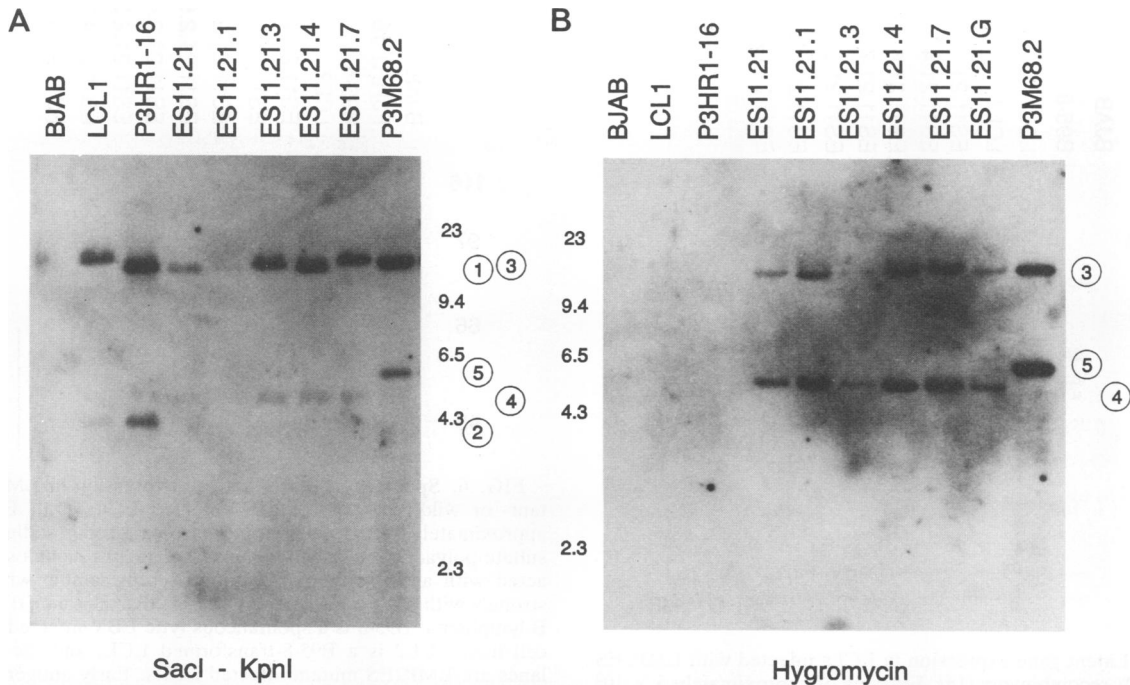 A
BJAB
LCL1
P3HR1-16
ES11.21
ES11.21.1
ES11.21.3
ES11.21.4
ES11.21.7
P3M68.2
23
1 3
9.4
6.5
5
4
4.3
2
2.3
SacI - KpnI
B
BJAB
LCL1
P3HR1-16
ES11.21
ES11.21.1
ES11.21.3
ES11.21.4
ES11.21.7
ES11.21.G
P3M68.2
23
3
9.4
6.5
5
4
4.3
2.3
Hygromycin